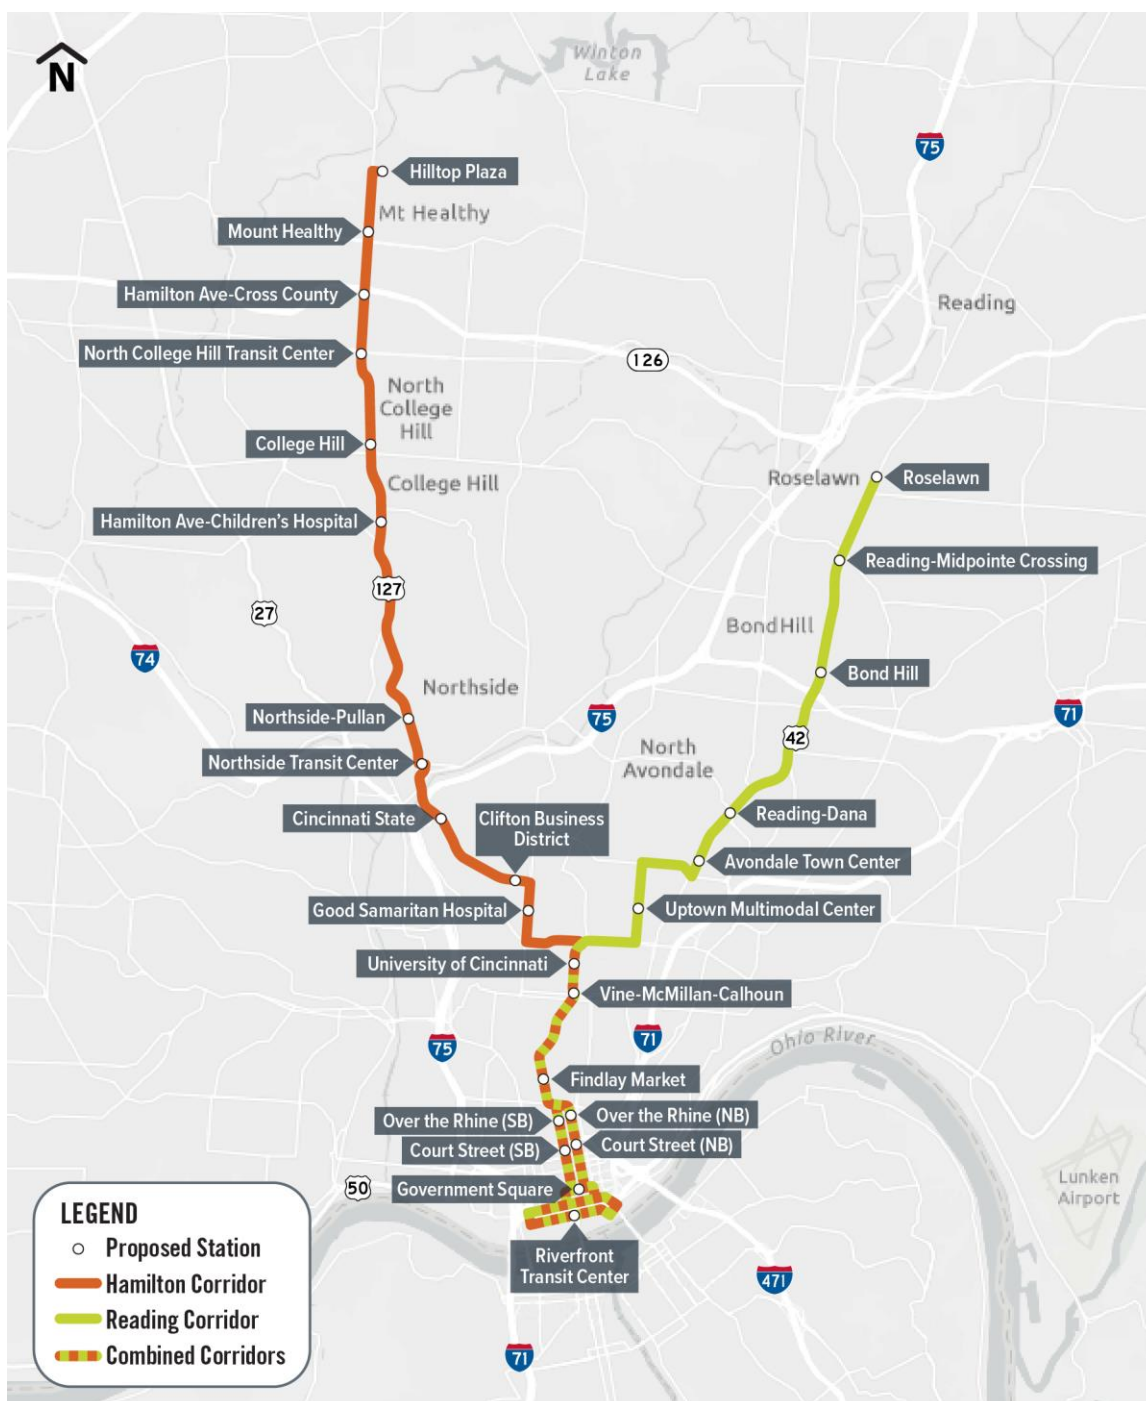 N
Winton
Lake
75
Hilltop Plaza
Mt Healthy
Mount Healthy
Hamilton Ave-Cross County
Reading
North College Hill Transit Center
126
North
College
Hill
College Hill
College Hill
Roselawn
Roselawn
Hamilton Ave-Children's Hospital
Reading-Midpointe Crossing
127
27
Bond Hill
74
Bond Hill
Northside
Northside-Pullan
75
71
42
North
Avondale
Northside Transit Center
Cincinnati State
Clifton Business
District
Reading-Dana
Avondale Town Center
Good Samaritan Hospital
Uptown Multimodal Center
University of Cincinnati
Vine-McMillan-Calhoun
75
71
Ohio River
Findlay Market
Over the Rhine (SB)
Over the Rhine (NB)
Court Street (SB)
Court Street (NB)
50
Government Square
Lunken
Airport
Riverfront
Transit Center
471
71
LEGEND
Proposed Station
Hamilton Corridor
Reading Corridor
Combined Corridors